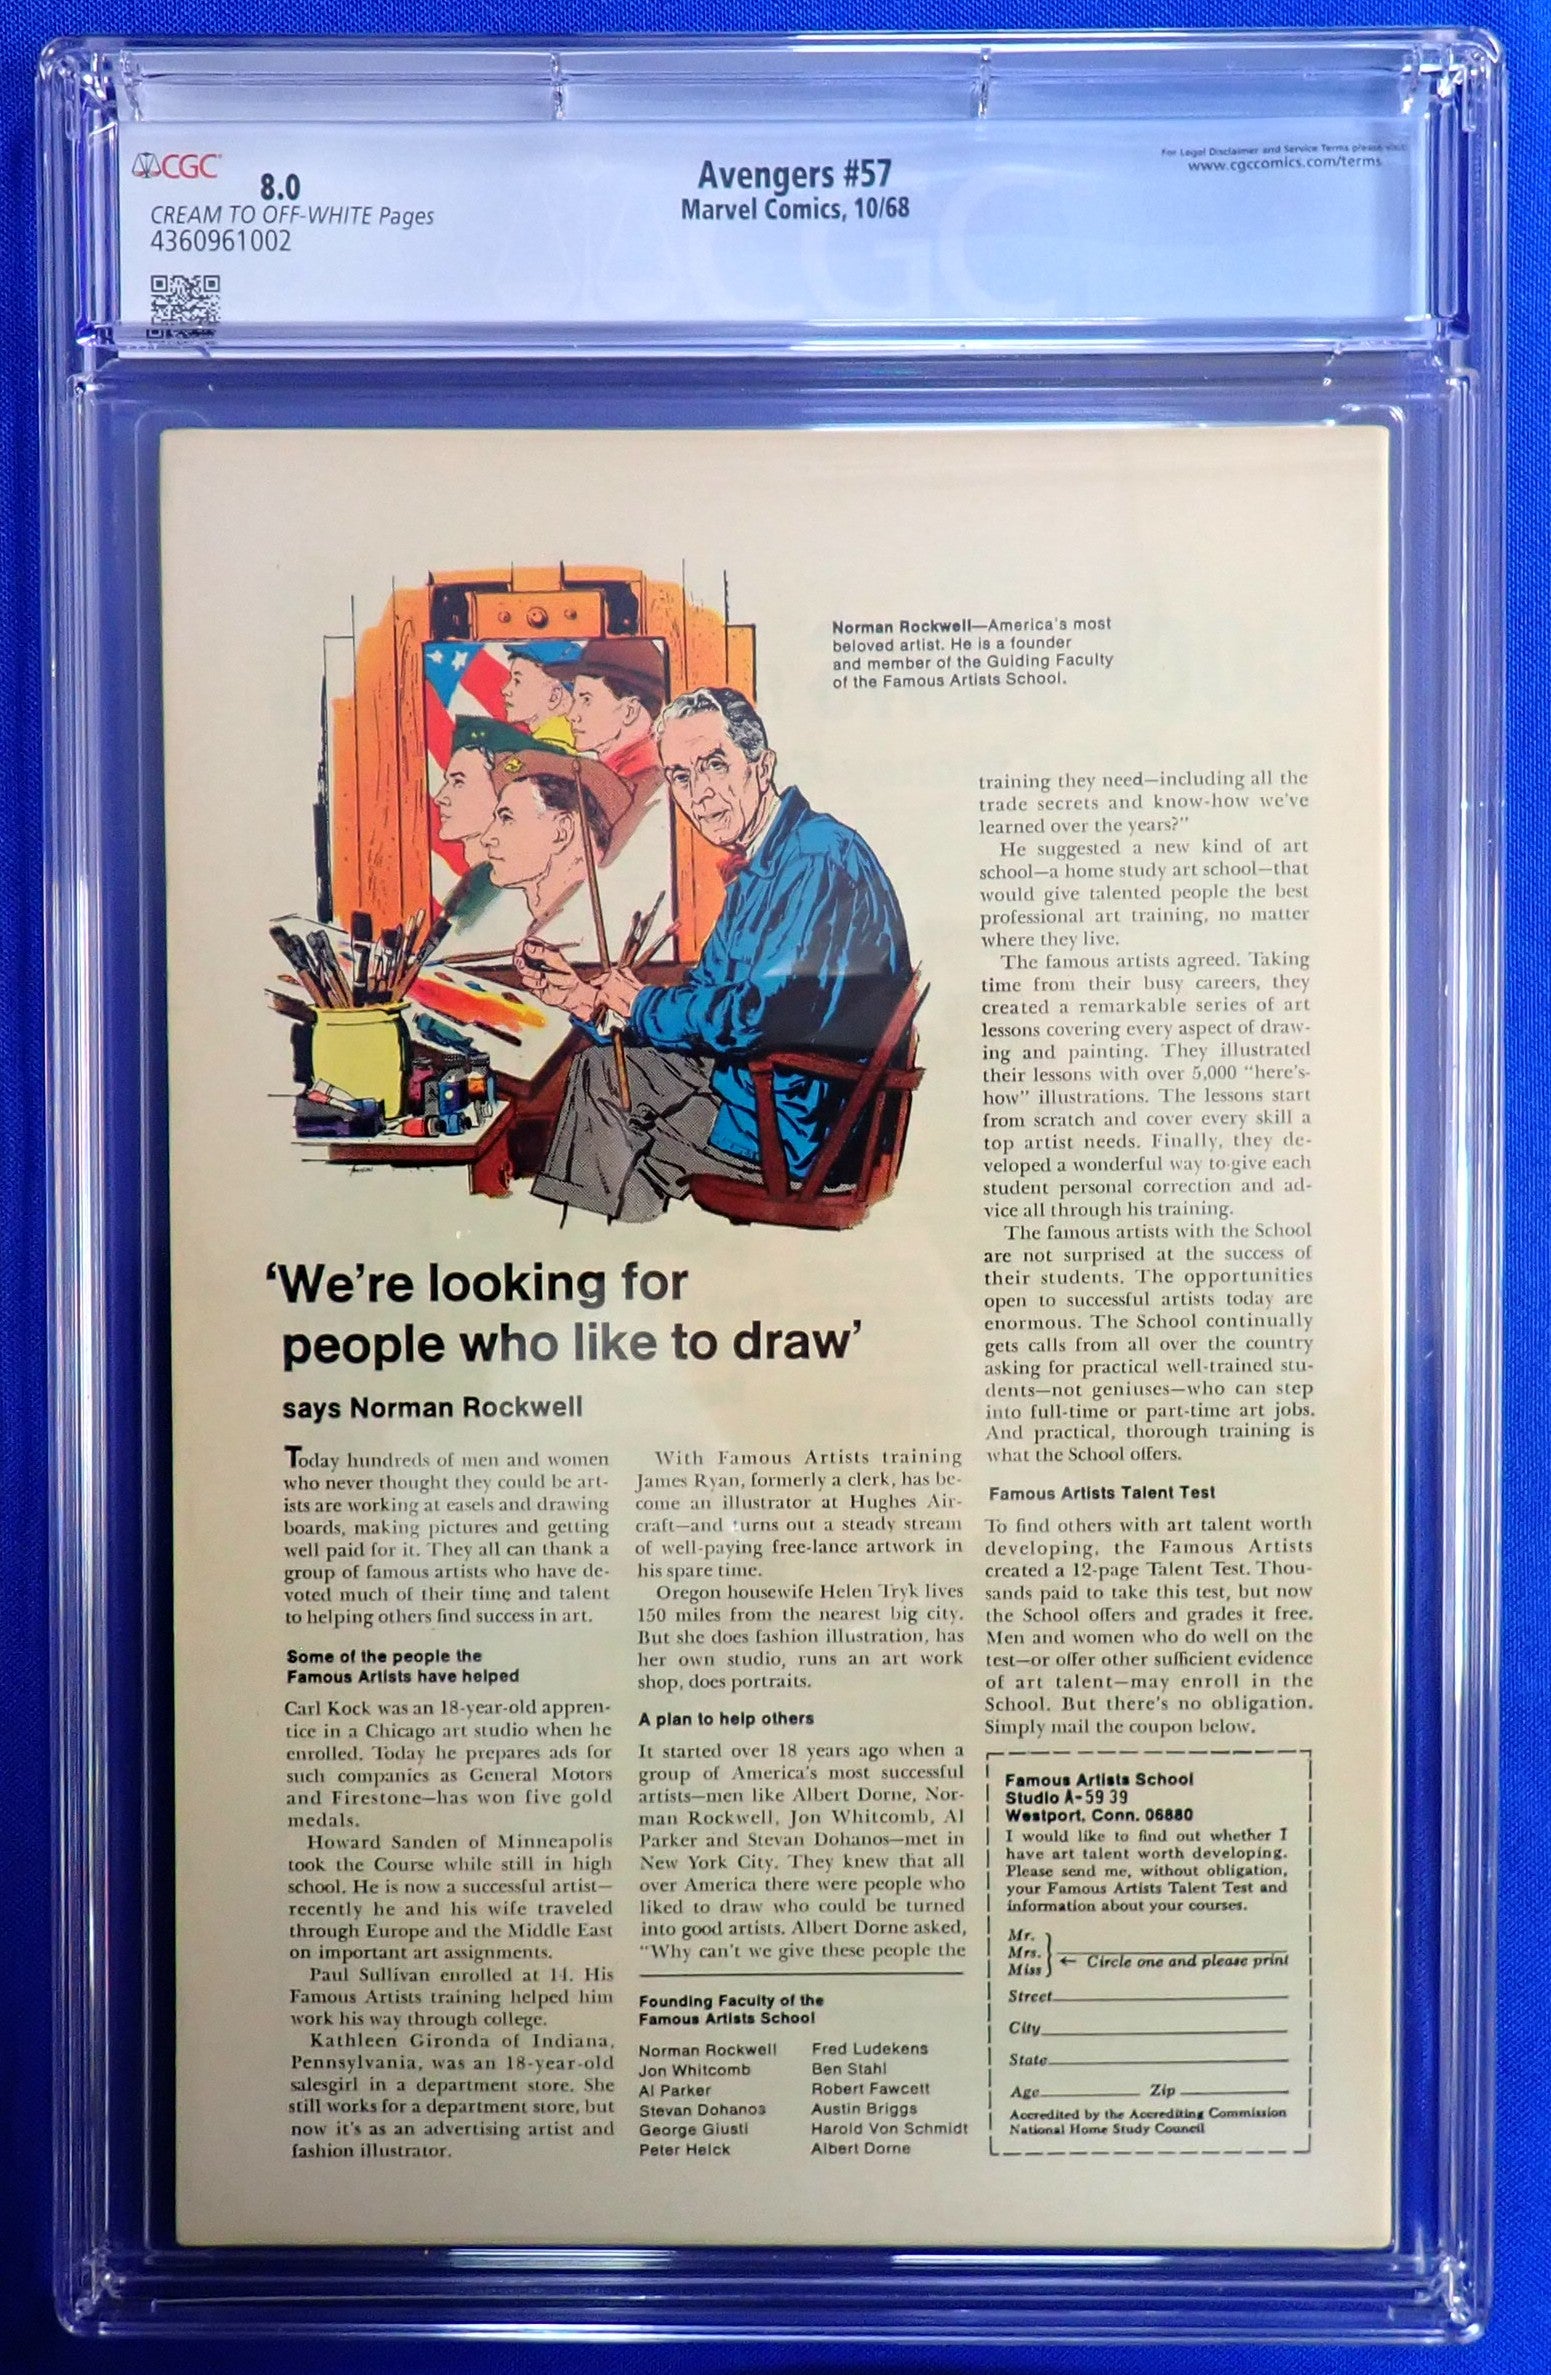 CGC
8.0
CREAM TO OFF-WHITE Pages
4360961002
Avengers #57
Marvel Comics, 10/68
For Legal Disclaimer and Service Terms please visit
www.cgccomics.com/terms
CGC
Norman Rockwell—America's most
beloved artist. He is a founder
and member of the Guiding Faculty
of the Famous Artists School.
'We're looking for
people who like to draw'
says Norman Rockwell
Today hundreds of men and women
who never thought they could be art-
ists are working at easels and drawing
boards, making pictures and getting
well paid for it. They all can thank a
group of famous artists who have de-
voted much of their time and talent
to helping others find success in art.
Some of the people the
Famous Artists have helped
Carl Kock was an 18-year-old appren-
tice in a Chicago art studio when he
enrolled. Today he prepares ads for
such companies as General Motors
and Firestone—has won five gold
medals.
Howard Sanden of Minneapolis
took the Course while still in high
school. He is now a successful artist—
recently he and his wife traveled
through Europe and the Middle East
on important art assignments.
Paul Sullivan enrolled at 14. His
Famous Artists training helped him
work his way through college.
Kathleen Gironda of Indiana,
Pennsylvania, was an 18-year-old
salesgirl in a department store. She
still works for a department store, but
now it's as an advertising artist and
fashion illustrator.
With Famous Artists training
James Ryan, formerly a clerk, has be-
come an illustrator at Hughes Air-
craft—and turns out a steady stream
of well-paying free-lance artwork in
his spare time.
Oregon housewife Helen Tryk lives
150 miles from the nearest big city.
But she does fashion illustration, has
her own studio, runs an art work
shop, does portraits.
A plan to help others
It started over 18 years ago when a
group of America's most successful
artists—men like Albert Dorne, Nor-
man Rockwell, Jon Whitcomb, Al
Parker and Stevan Dohanos—met in
New York City. They knew that all
over America there were people who
liked to draw who could be turned
into good artists. Albert Dorne asked,
"Why can't we give these people the
Founding Faculty of the
Famous Artists School
Norman Rockwell Fred Ludekens
Jon Whitcomb Ben Stahl
Al Parker Robert Fawcett
Stevan Dohanos Austin Briggs
George Giusti Harold Von Schmidt
Peter Helck Albert Dorne
training they need—including all the
trade secrets and know-how we've
learned over the years?"
He suggested a new kind of art
school—a home study art school—that
would give talented people the best
professional art training, no matter
where they live.
The famous artists agreed. Taking
time from their busy careers, they
created a remarkable series of art
lessons covering every aspect of draw-
ing and painting. They illustrated
their lessons with over 5,000 "here's-
how" illustrations. The lessons start
from scratch and cover every skill a
top artist needs. Finally, they de-
veloped a wonderful way to give each
student personal correction and ad-
vice all through his training.
The famous artists with the School
are not surprised at the success of
their students. The opportunities
open to successful artists today are
enormous. The School continually
gets calls from all over the country
asking for practical well-trained stu-
dents—not geniuses—who can step
into full-time or part-time art jobs.
And practical, thorough training is
what the School offers.
Famous Artists Talent Test
To find others with art talent worth
developing, the Famous Artists
created a 12-page Talent Test. Thou-
sands paid to take this test, but now
the School offers and grades it free.
Men and women who do well on the
test—or offer other sufficient evidence
of art talent—may enroll in the
School. But there's no obligation.
Simply mail the coupon below.
Famous Artists School
Studio A-59 39
Westport, Conn. 06880
I would like to find out whether I
have art talent worth developing.
Please send me, without obligation,
your Famous Artists Talent Test and
information about your courses.
Mr.
Mrs.
Miss
← Circle one and please print
Street
City
State
Age Zip
Accredited by the Accrediting Commission
National Home Study Council